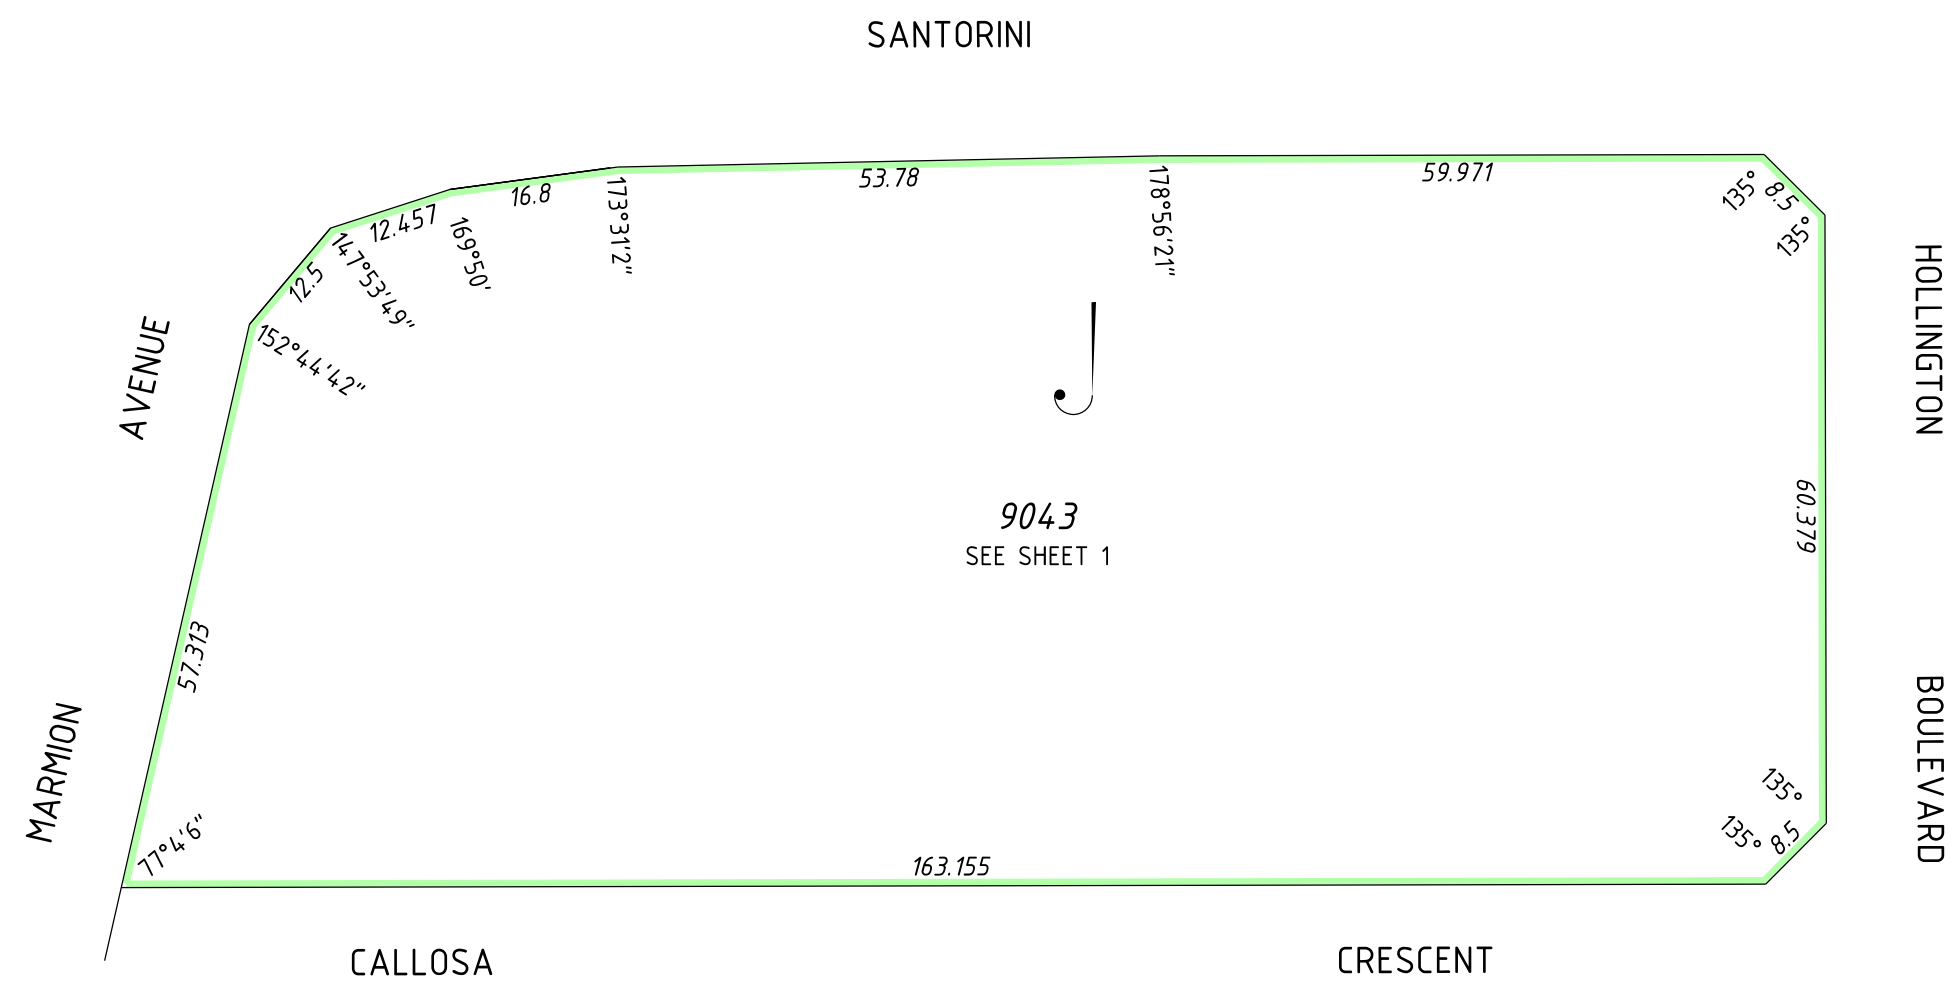 SANTORINI
53.78
59.971
16.8
12.457
12.5
8.5
135°
135°
173°31'2"
178°56'21"
169°50'
147°53'49"
152°44'42"
AVENUE
HOLLINGTON
9043
SEE SHEET 1
60.379
57.313
MARMION
BOULEVARD
135°
135°
8.5
77°4'6"
163.155
CALLOSA
CRESCENT